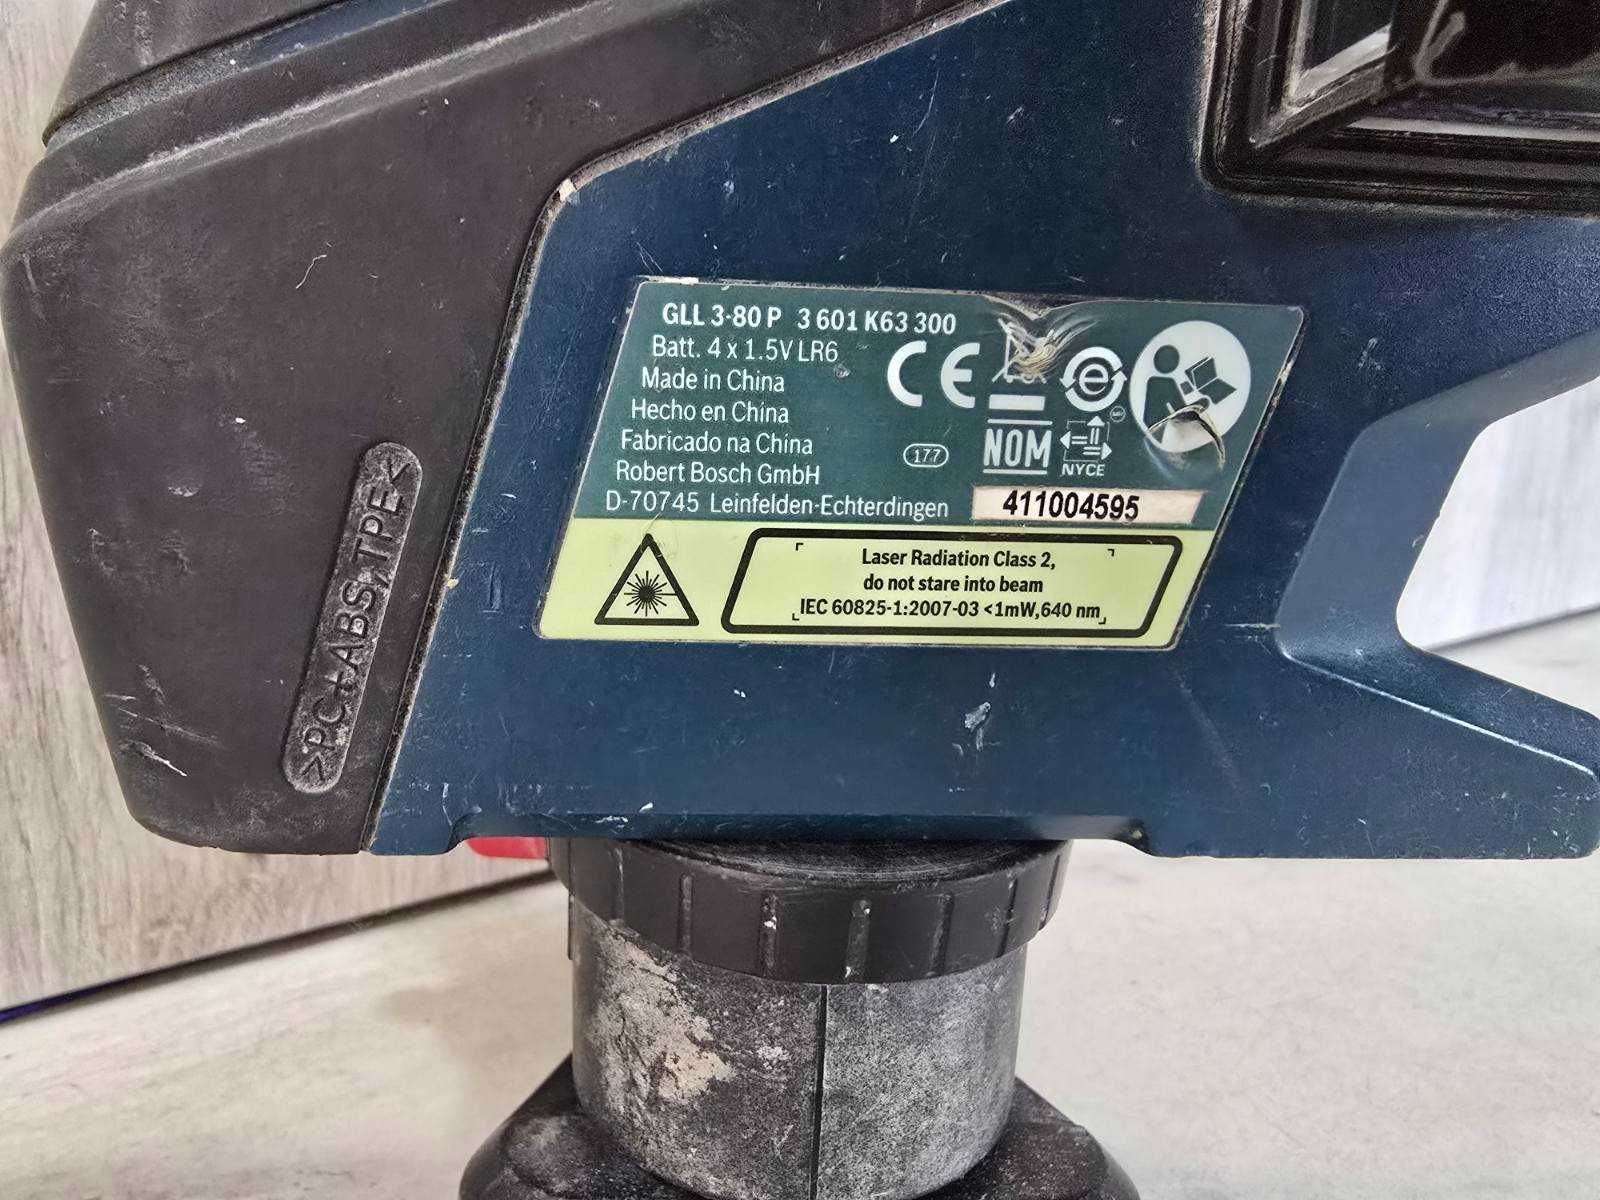 GLL 3-80 P 3 601 K63 300
Batt. 4 x 1.5V LR6
Made in China
Hecho en China
Fabricado na China
Robert Bosch GmbH
D-70745 Leinfelden-Echterdingen
CE
e
177
NOM
NYCE
411004595
Laser Radiation Class 2,
do not stare into beam
IEC 60825-1:2007-03 <1mW, 640 nm
>PC+ABS,TPE<